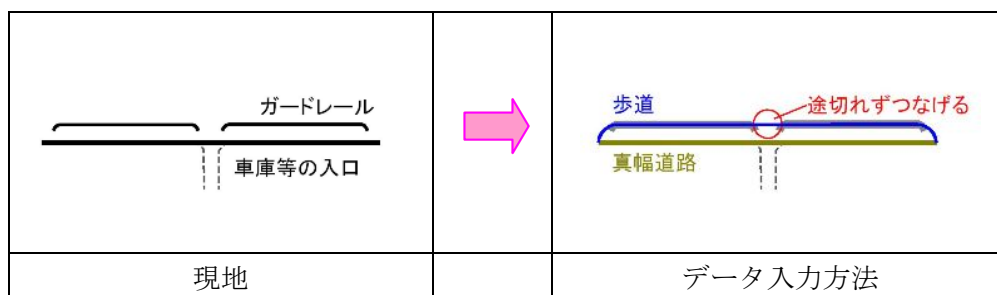 ガードレール
車庫等の入口
歩道
途切れずつなげる
真幅道路
現地
データ入力方法